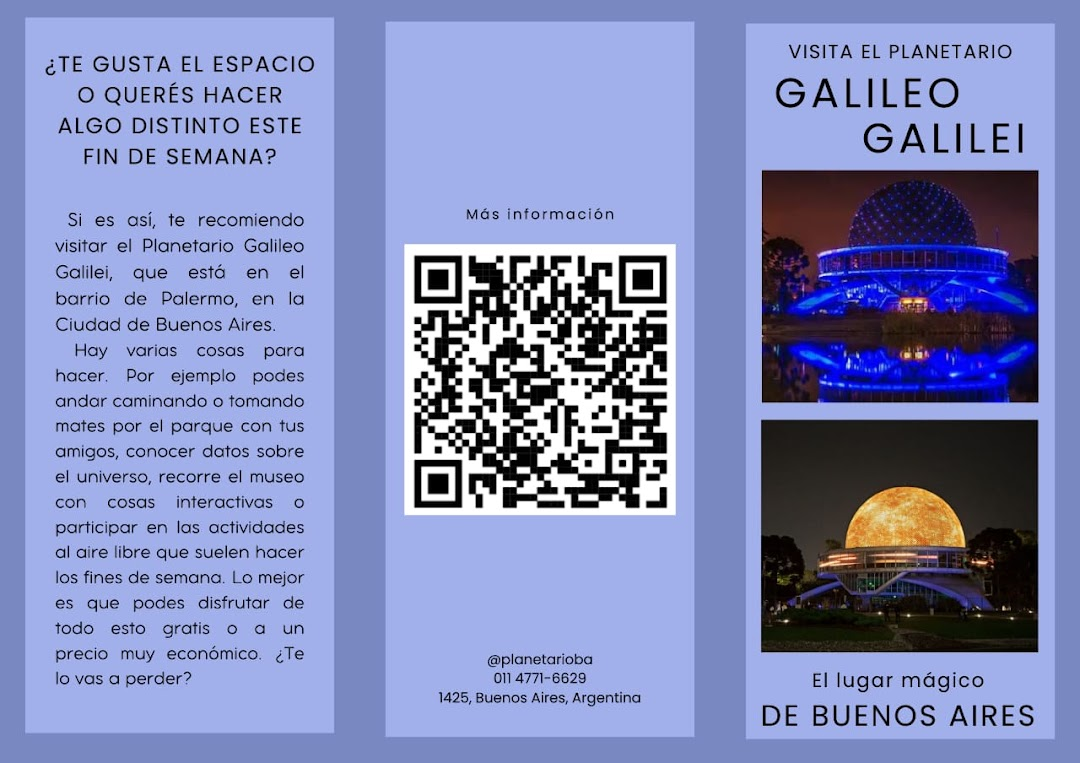 ¿TE GUSTA EL ESPACIO
O QUERÉS HACER
ALGO DISTINTO ESTE
FIN DE SEMANA?
Si es así, te recomiendo
visitar el Planetario Galileo
Galilei, que está en el
barrio de Palermo, en la
Ciudad de Buenos Aires.
Hay varias cosas para
hacer. Por ejemplo podes
andar caminando o tomando
mates por el parque con tus
amigos, conocer datos sobre
el universo, recorre el museo
con cosas interactivas o
participar en las actividades
al aire libre que suelen hacer
los fines de semana. Lo mejor
es que podes disfrutar de
todo esto gratis o a un
precio muy económico. ¿Te
lo vas a perder?
Más información
@planetarioba
011 4771-6629
1425, Buenos Aires, Argentina
VISITA EL PLANETARIO
GALILEO
GALILEI
El lugar mágico
DE BUENOS AIRES